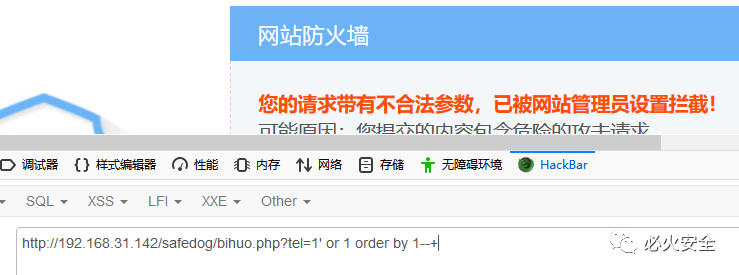 网站防火墙
您的请求带有不合法参数，已被网站管理员设置拦截！
可能原因：您提交的内容包含危险的攻击请求
调试器 样式编辑器 性能 内存 网络 存储 无障碍环境 HackBar
SQL XSS LFI XXE Other
http://192.168.31.142/safedog/bihuo.php?tel=1' or 1 order by 1--+
必火安全